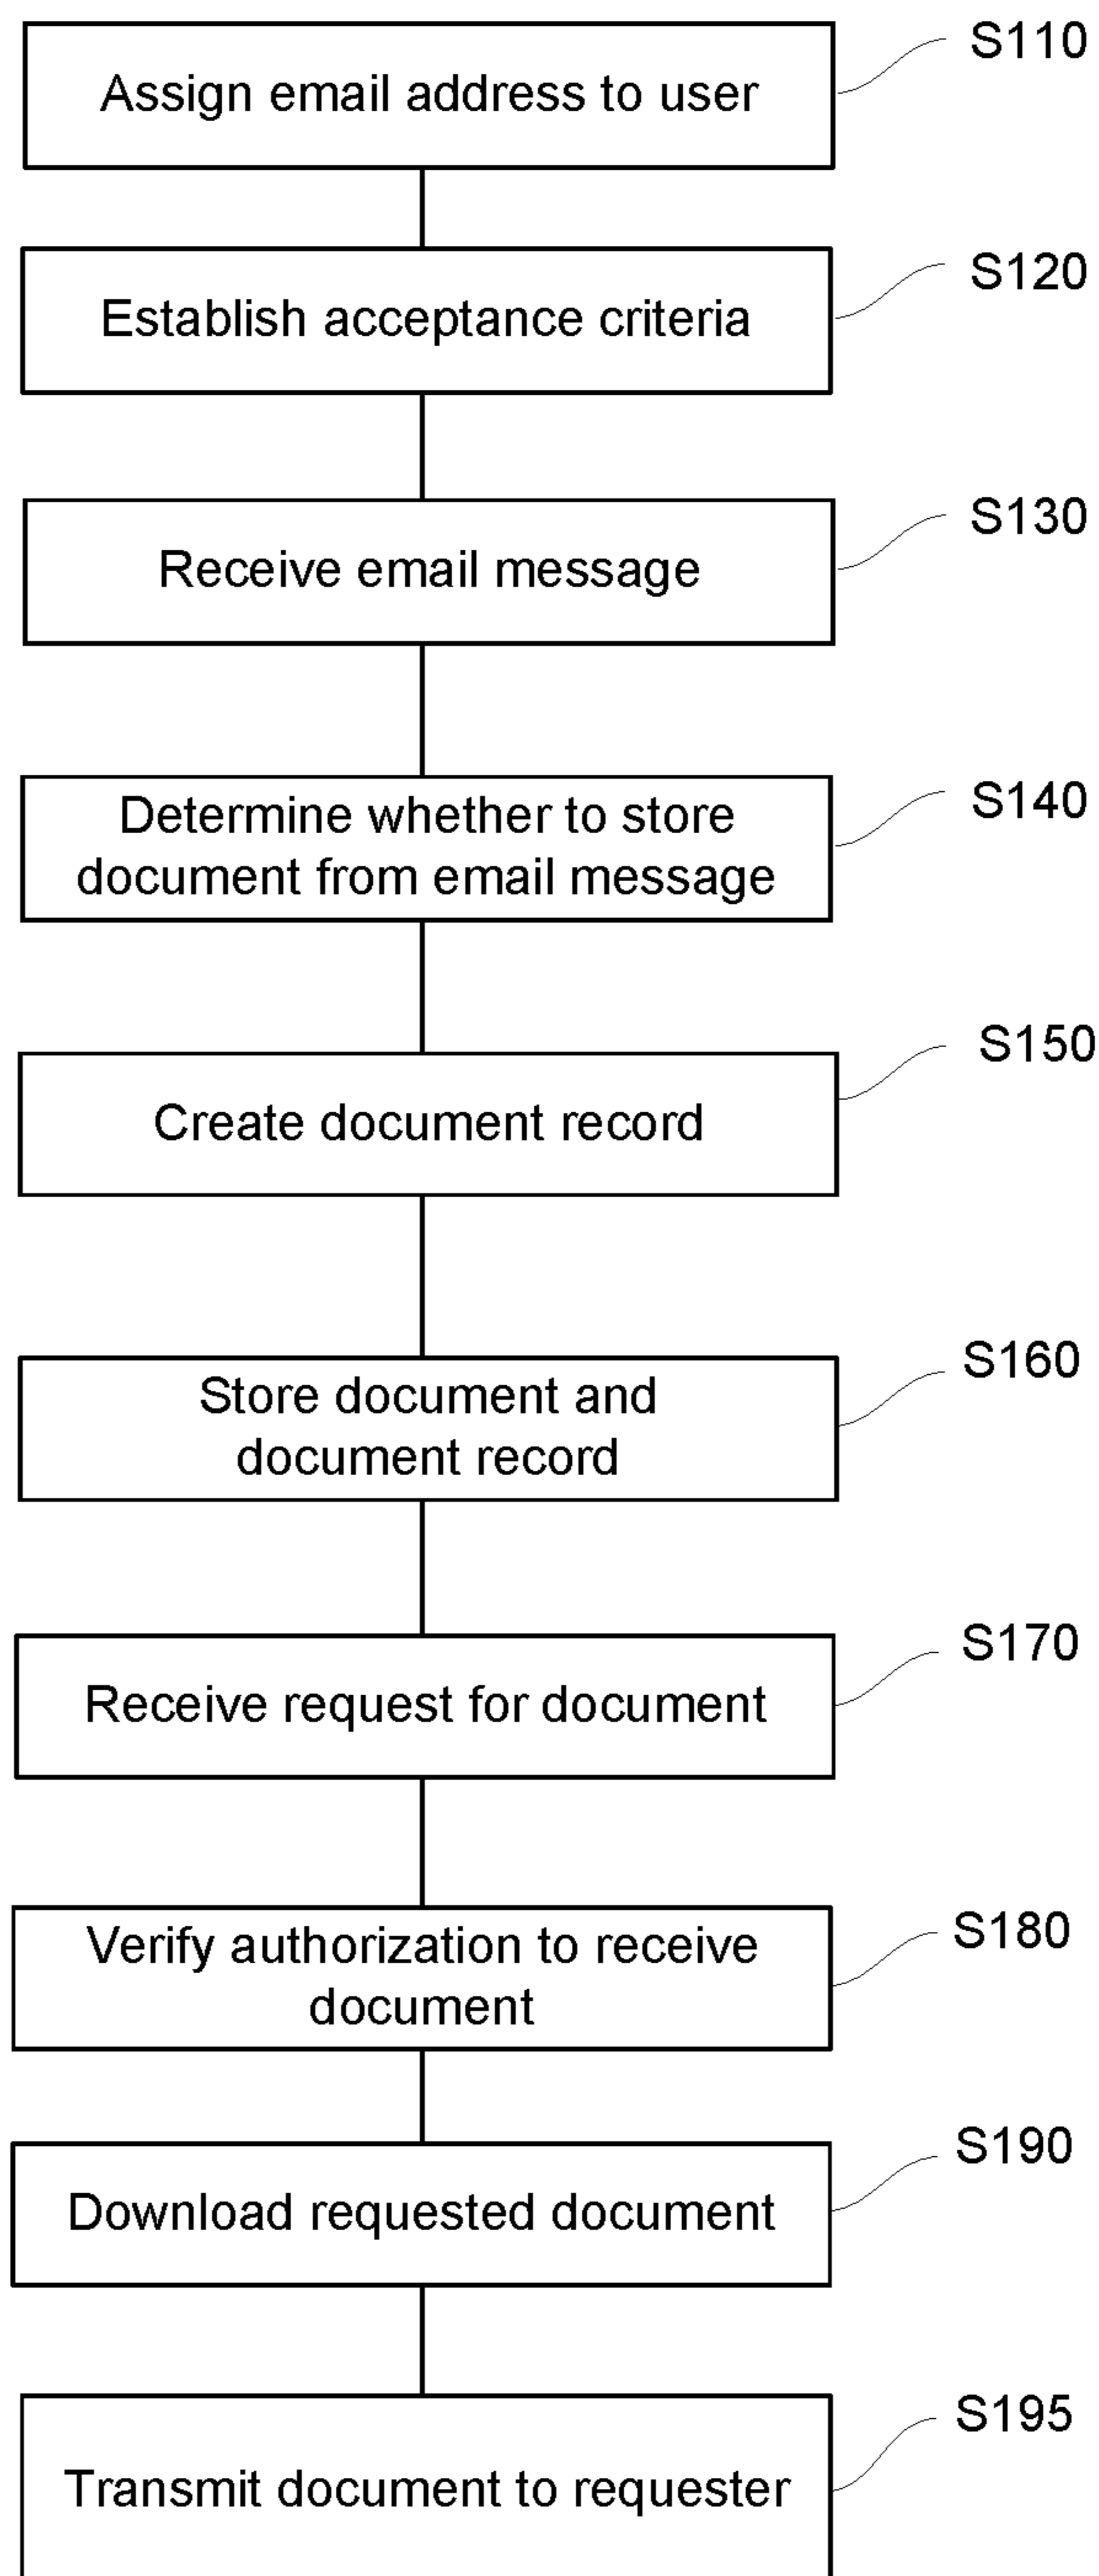 Assign email address to user
S110
Establish acceptance criteria
S120
Receive email message
S130
Determine whether to store
document from email message
S140
Create document record
S150
Store document and
document record
S160
Receive request for document
S170
Verify authorization to receive
document
S180
Download requested document
S190
Transmit document to requester
S195